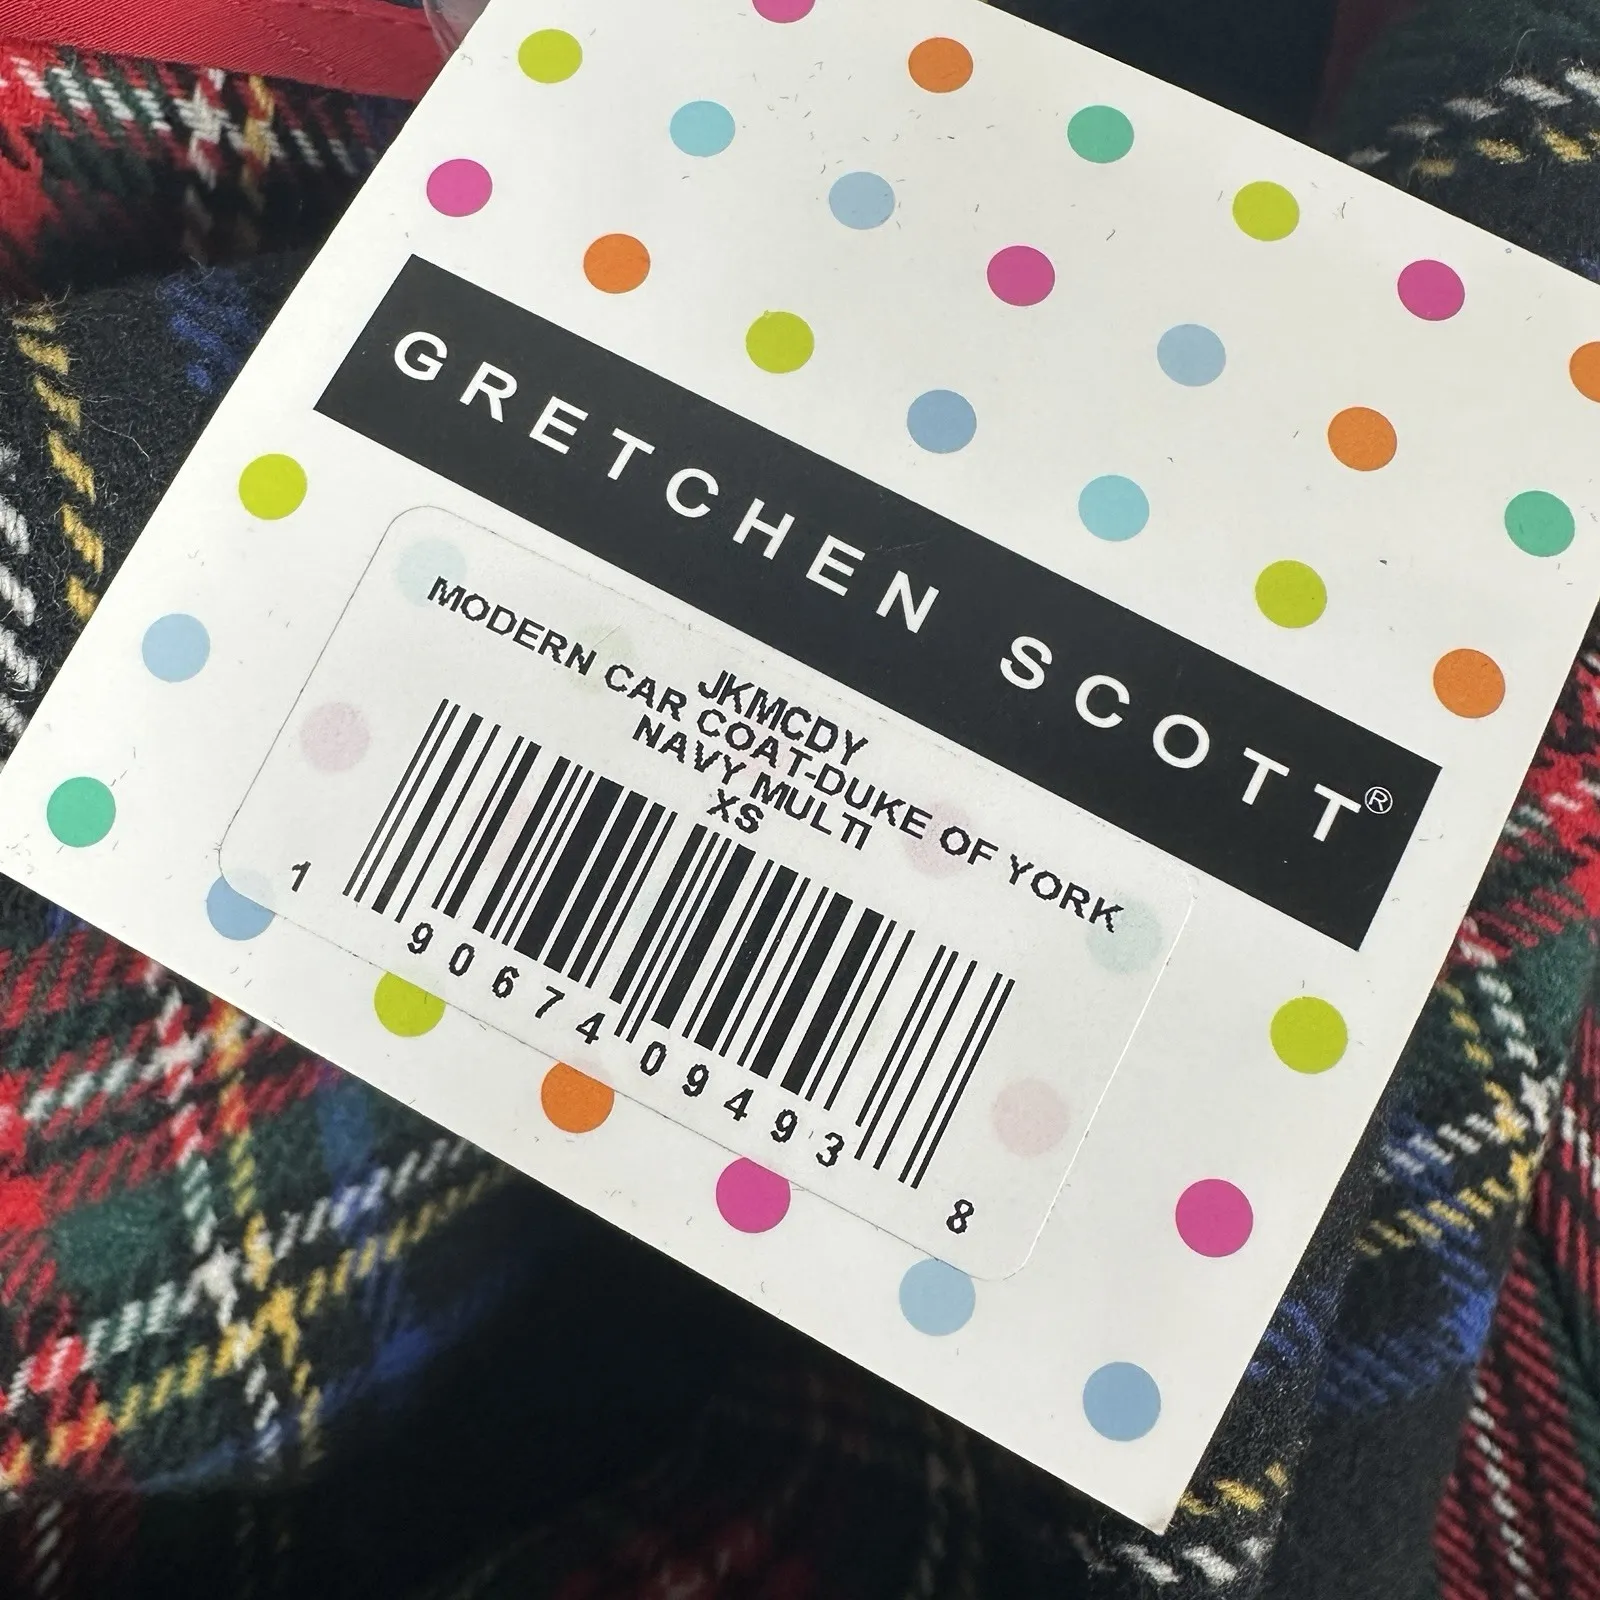 GRETCHEN SCOTT®
JKMCDY
MODERN CAR COAT-DUKE OF YORK
NAVY MULTI
XS
1 90674 09493 8